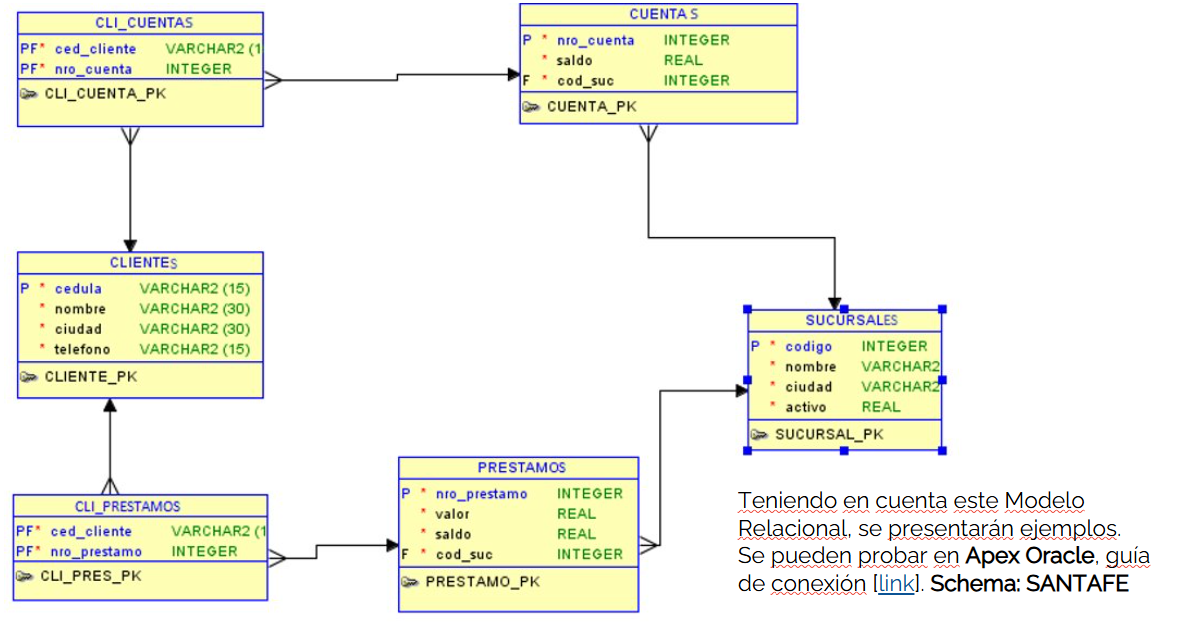 CLI_CUENTAS
PF* ced_cliente VARCHAR2 (1
PF* nro_cuenta INTEGER
CLI_CUENTA_PK
CUENTAS
P * nro_cuenta INTEGER
* saldo REAL
F * cod_suc INTEGER
CUENTA_PK
CLIENTES
P * cedula VARCHAR2 (15)
* nombre VARCHAR2 (30)
* ciudad VARCHAR2 (30)
* telefono VARCHAR2 (15)
CLIENTE_PK
SUCURSALES
P * codigo INTEGER
* nombre VARCHAR2
* ciudad VARCHAR2
* activo REAL
SUCURSAL_PK
CLI_PRESTAMOS
PF* ced_cliente VARCHAR2 (1
PF* nro_prestamo INTEGER
CLI_PRES_PK
PRESTAMOS
P * nro_prestamo INTEGER
* valor REAL
* saldo REAL
F * cod_suc INTEGER
PRESTAMO_PK
Teniendo en cuenta este Modelo
Relacional, se presentarán ejemplos.
Se pueden probar en Apex Oracle, guía
de conexión [link]. Schema: SANTAFE